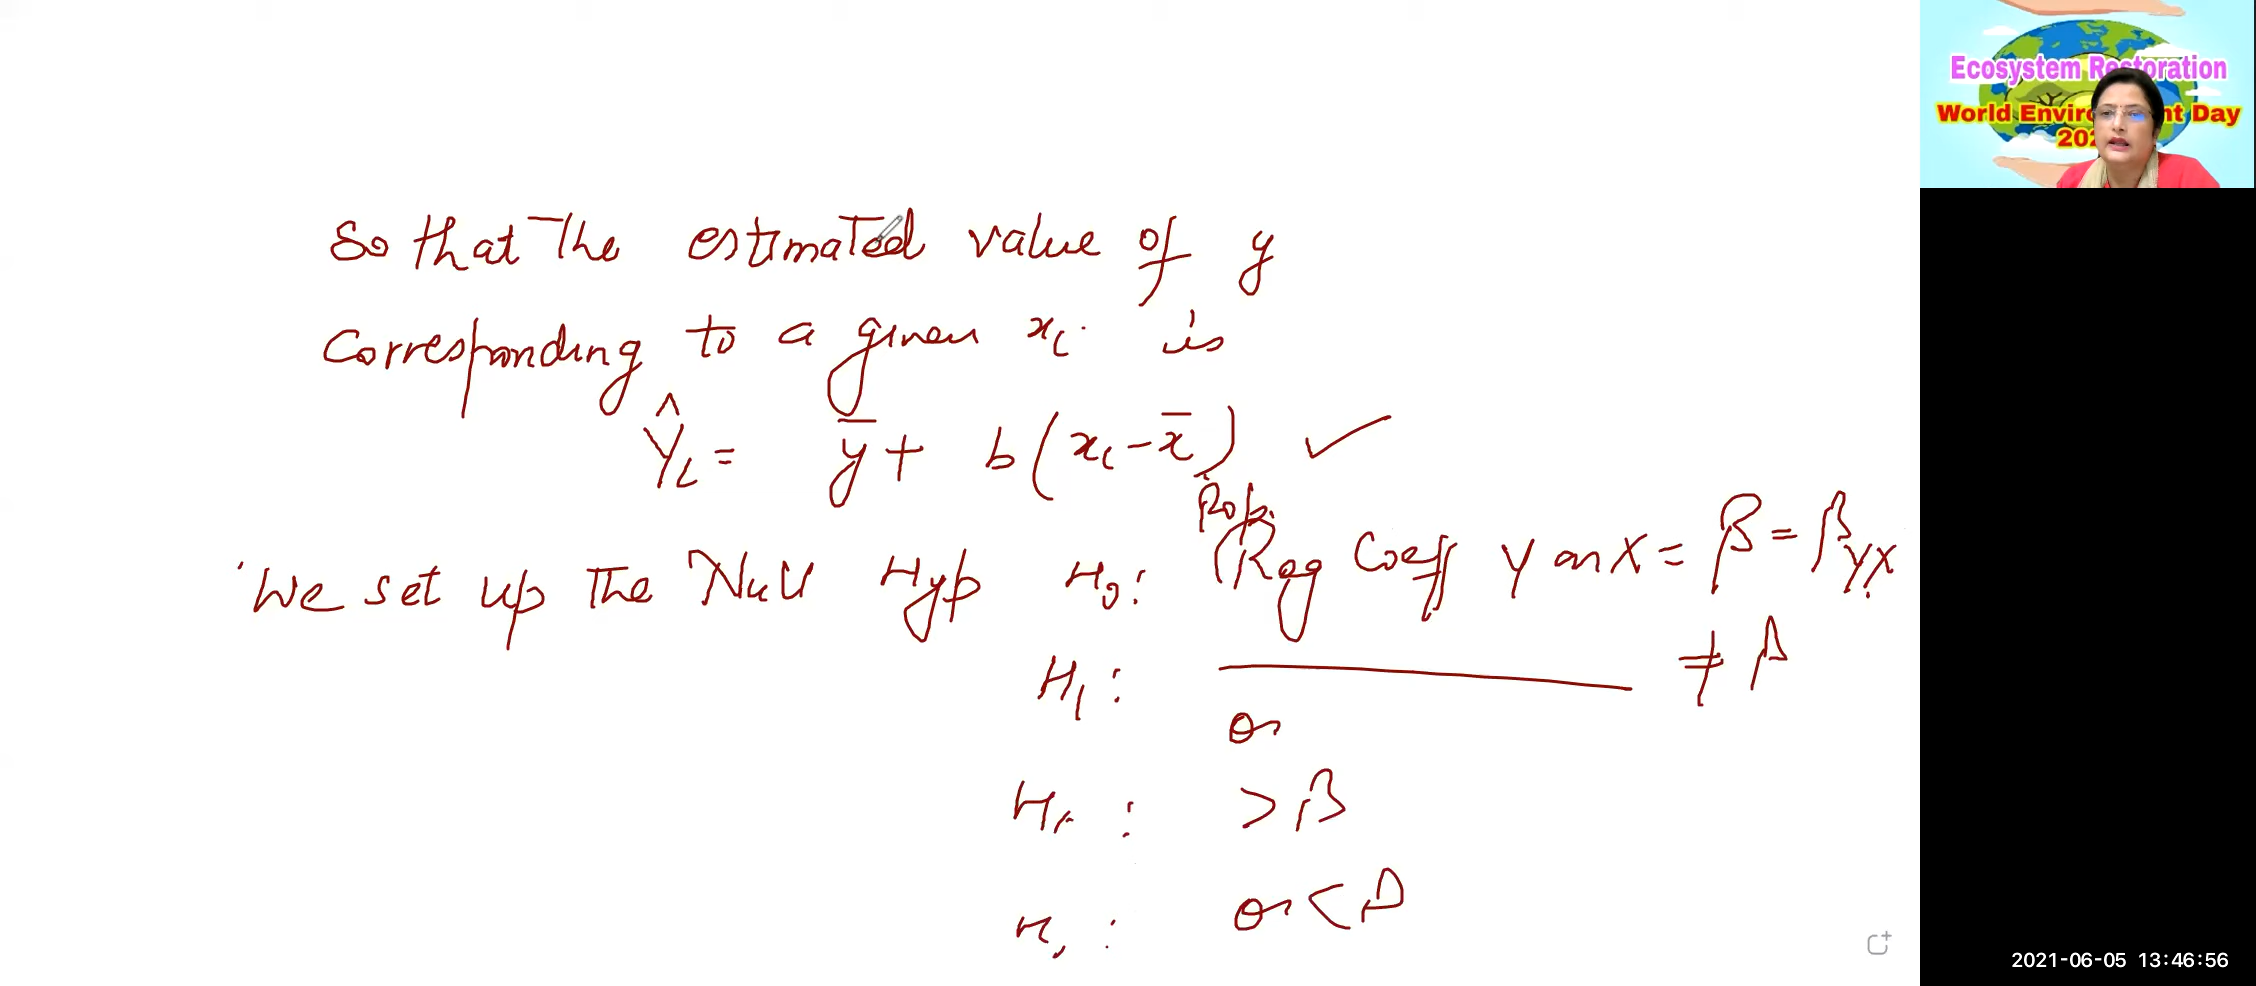 So that the estimated value of y
corresponding to a given xi is
Ŷi = ȳ + b(xi - x̄) ✓
Pop.
We set up the Null Hyp H0: (Reg Coeff Y on X = β = βYX
H1: ———— ≠ β
or
H1: > β
H1: or < β
Ecosystem Restoration
World Environment Day
2021-06-05 13:46:56